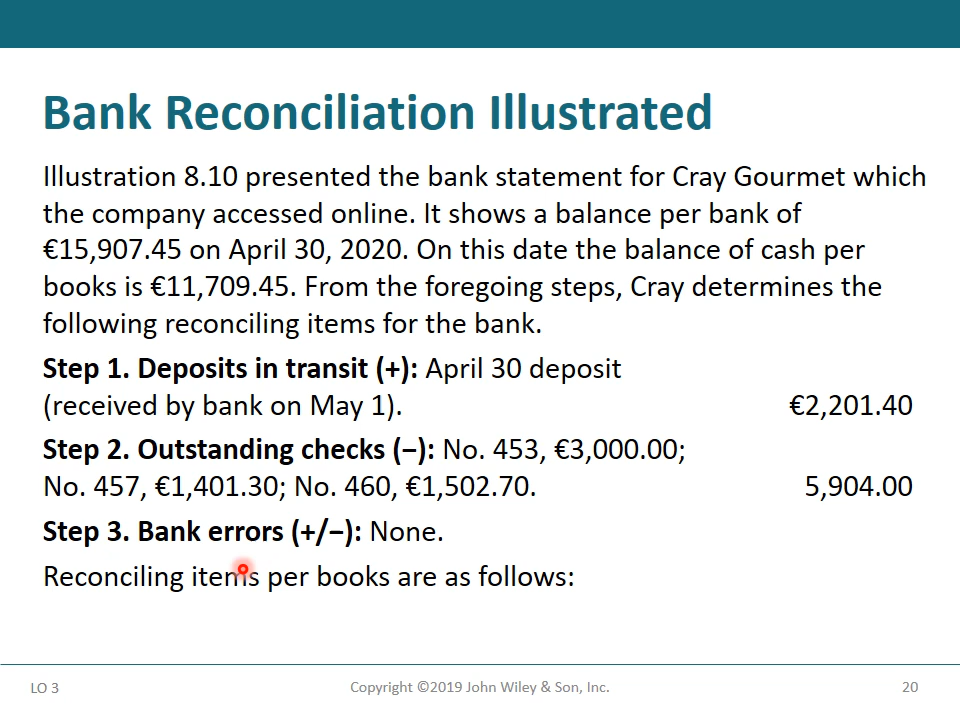 Bank Reconciliation Illustrated
Illustration 8.10 presented the bank statement for Cray Gourmet which
the company accessed online. It shows a balance per bank of
€15,907.45 on April 30, 2020. On this date the balance of cash per
books is €11,709.45. From the foregoing steps, Cray determines the
following reconciling items for the bank.
Step 1. Deposits in transit (+): April 30 deposit
(received by bank on May 1). €2,201.40
Step 2. Outstanding checks (−): No. 453, €3,000.00;
No. 457, €1,401.30; No. 460, €1,502.70. 5,904.00
Step 3. Bank errors (+/−): None.
Reconciling items per books are as follows:
LO 3 Copyright ©2019 John Wiley & Son, Inc. 20